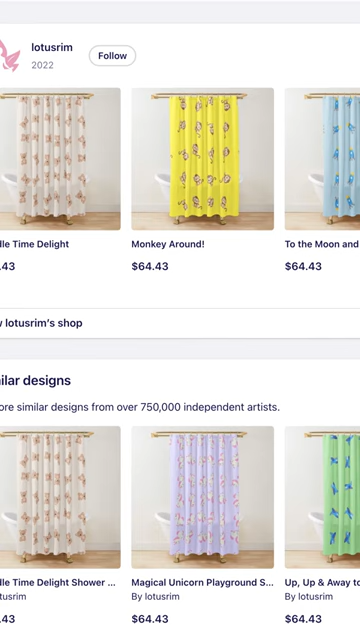 lotusrim
2022
Follow
dle Time Delight
Monkey Around!
To the Moon and
.43
$64.43
$64.43
lotusrim's shop
ilar designs
ore similar designs from over 750,000 independent artists.
dle Time Delight Shower ...
Magical Unicorn Playground S...
Up, Up & Away to
tusrim
By lotusrim
By lotusrim
.43
$64.43
$64.43